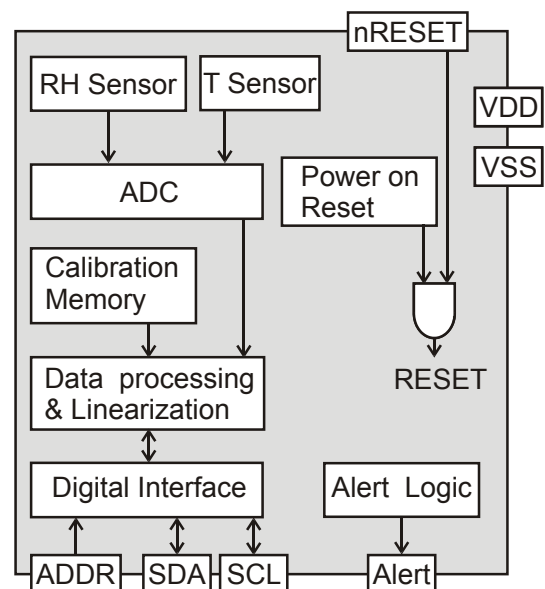 nRESET
RH Sensor
T Sensor
VDD
VSS
ADC
Power on
Reset
Calibration
Memory
RESET
Data processing
& Linearization
Digital Interface
Alert Logic
ADDR
SDA
SCL
Alert